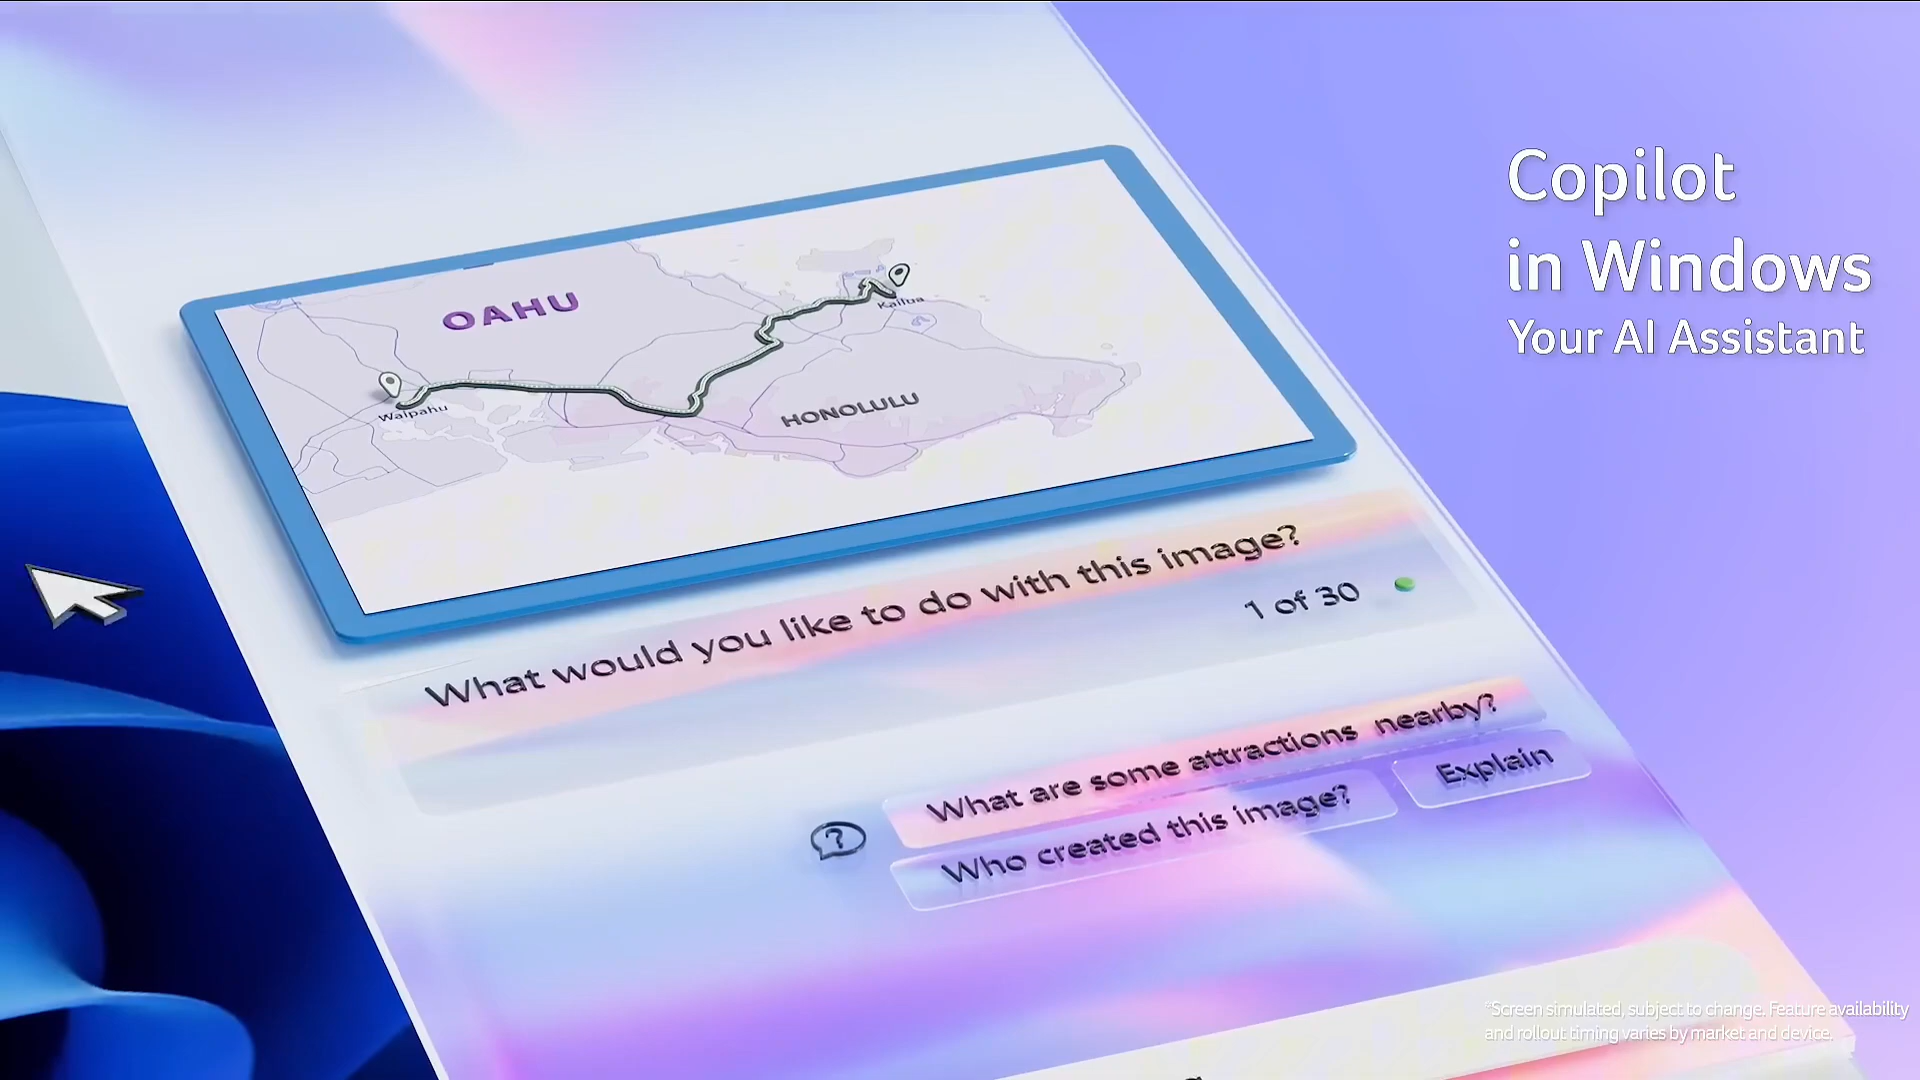 Copilot
in Windows
Your AI Assistant
OAHU
Kailua
Waipahu
HONOLULU
What would you like to do with this image?
1 of 30
What are some attractions nearby?
Who created this image?
Explain
*Screen simulated, subject to change. Feature availability
and rollout timing varies by market and device.